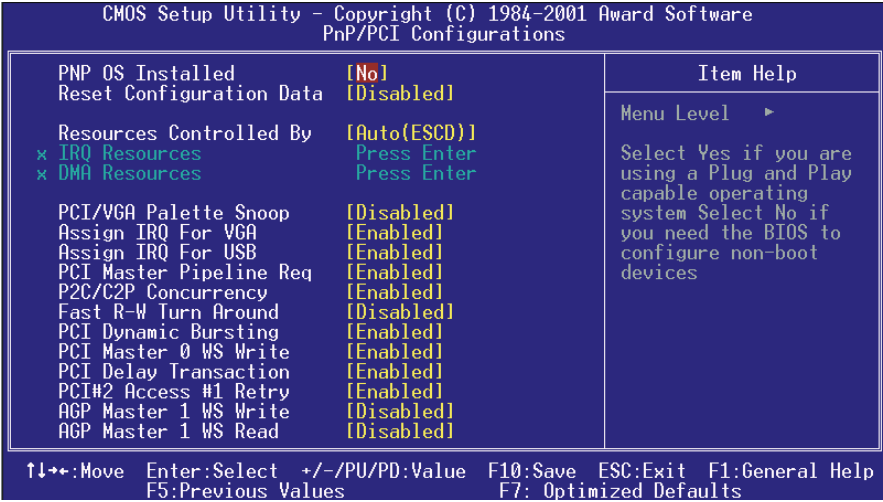 CMOS Setup Utility - Copyright (C) 1984-2001 Award Software
PnP/PCI Configurations
PNP OS Installed [No]
Reset Configuration Data [Disabled]
Resources Controlled By [Auto(ESCD)]
x IRQ Resources Press Enter
x DMA Resources Press Enter
PCI/VGA Palette Snoop [Disabled]
Assign IRQ For VGA [Enabled]
Assign IRQ For USB [Enabled]
PCI Master Pipeline Req [Enabled]
P2C/C2P Concurrency [Enabled]
Fast R-W Turn Around [Disabled]
PCI Dynamic Bursting [Enabled]
PCI Master 0 WS Write [Enabled]
PCI Delay Transaction [Enabled]
PCI#2 Access #1 Retry [Enabled]
AGP Master 1 WS Write [Disabled]
AGP Master 1 WS Read [Disabled]
Item Help
Menu Level ►
Select Yes if you are
using a Plug and Play
capable operating
system Select No if
you need the BIOS to
configure non-boot
devices
↑↓→←:Move Enter:Select +/-/PU/PD:Value F10:Save ESC:Exit F1:General Help
F5:Previous Values F7: Optimized Defaults